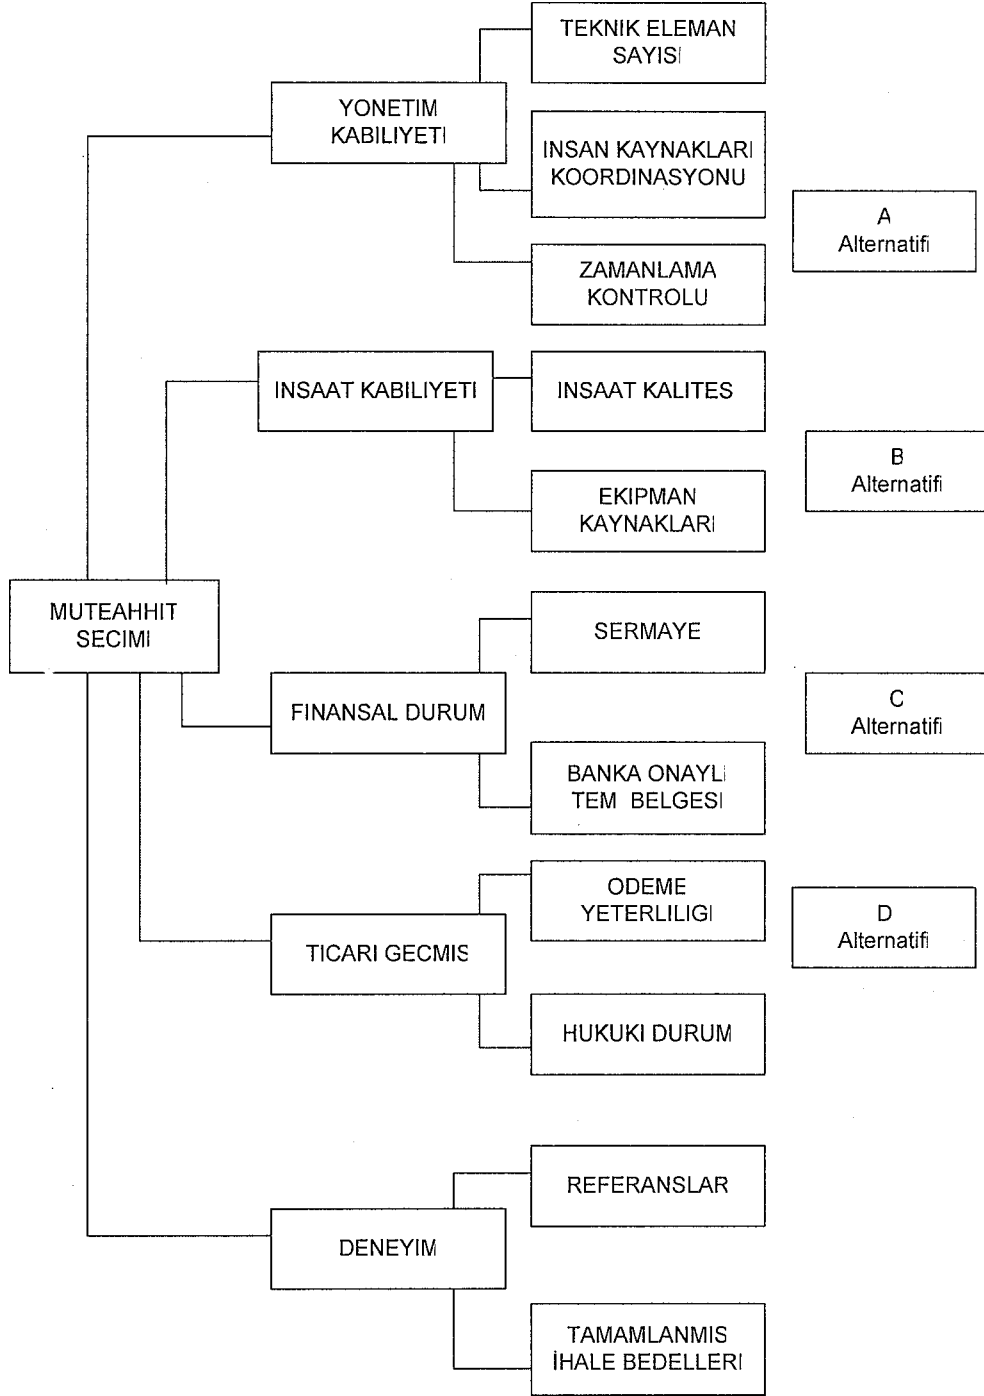 TEKNIK ELEMAN
SAYISI
YONETIM
KABILIYETI
INSAN KAYNAKLARI
KOORDINASYONU
A
Alternatifi
ZAMANLAMA
KONTROLU
INSAAT KABILIYETI
INSAAT KALITES
B
Alternatifi
EKIPMAN
KAYNAKLARI
MUTEAHHIT
SECIMI
SERMAYE
FINANSAL DURUM
C
Alternatifi
BANKA ONAYLI
TEM BELGESI
ODEME
YETERLILIGI
TICARI GECMIS
D
Alternatifi
HUKUKI DURUM
REFERANSLAR
DENEYIM
TAMAMLANMIS
İHALE BEDELLERI